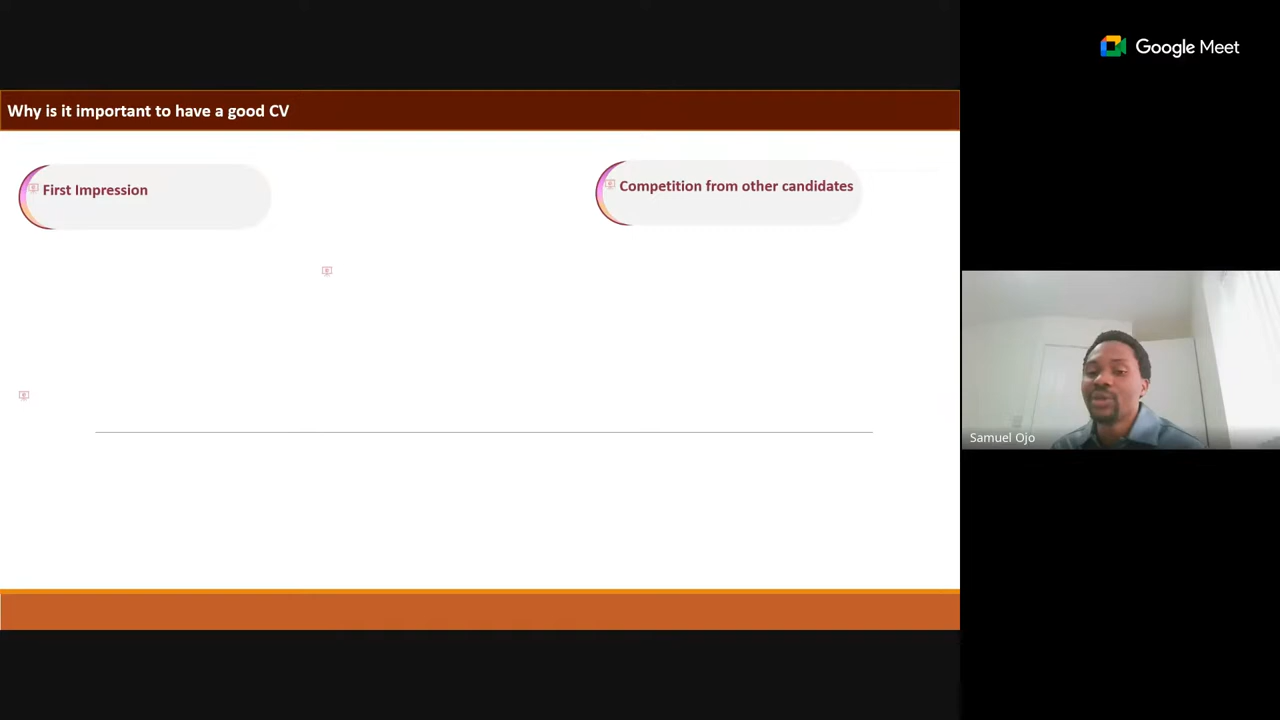 Google Meet
Why is it important to have a good CV
First Impression
Competition from other candidates
Samuel Ojo